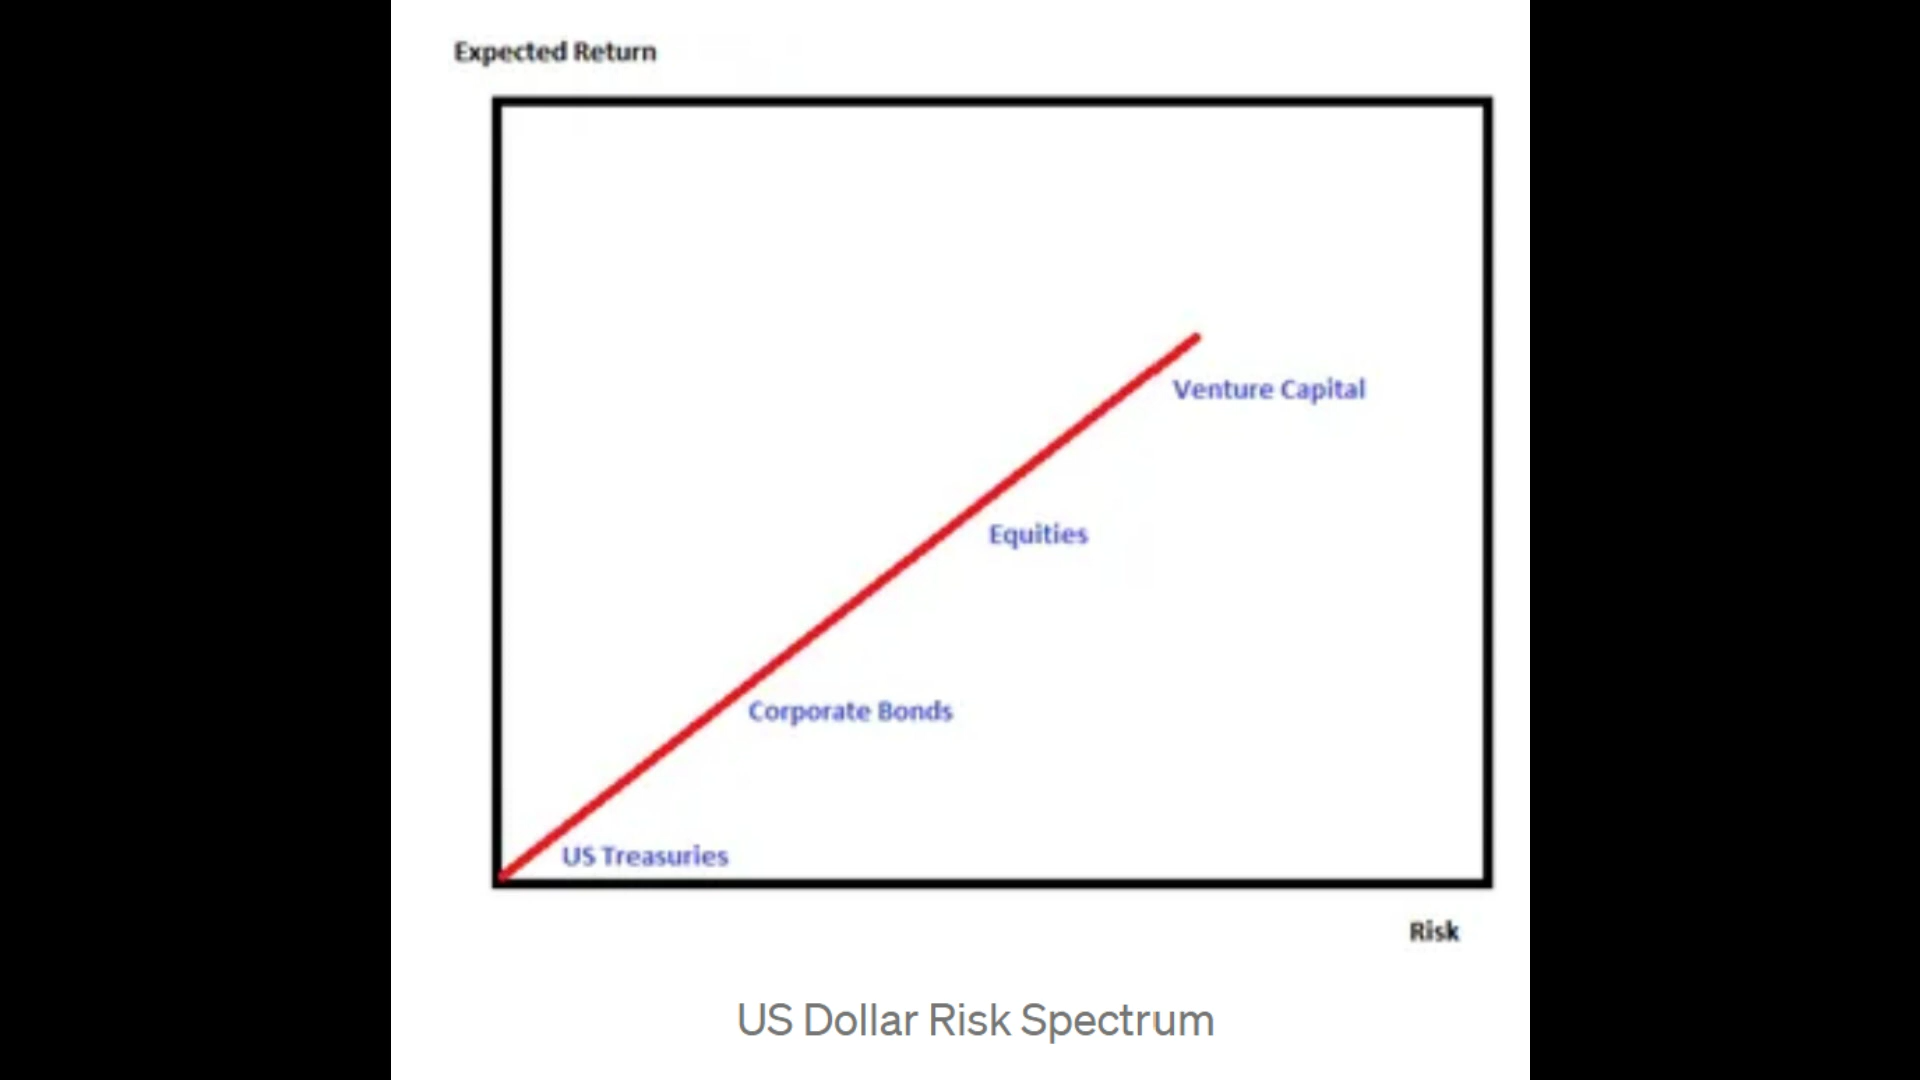 Expected Return
Venture Capital
Equities
Corporate Bonds
US Treasuries
Risk
US Dollar Risk Spectrum